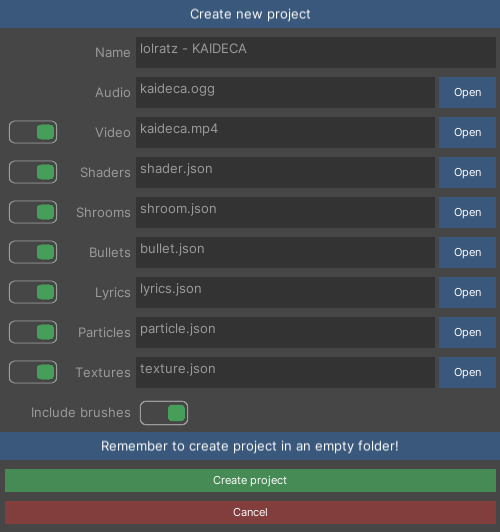 Create new project
Name lolratz - KAIDECA
Audio kaideca.ogg Open
Video kaideca.mp4 Open
Shaders shader.json Open
Shrooms shroom.json Open
Bullets bullet.json Open
Lyrics lyrics.json Open
Particles particle.json Open
Textures texture.json Open
Include brushes
Remember to create project in an empty folder!
Create project
Cancel